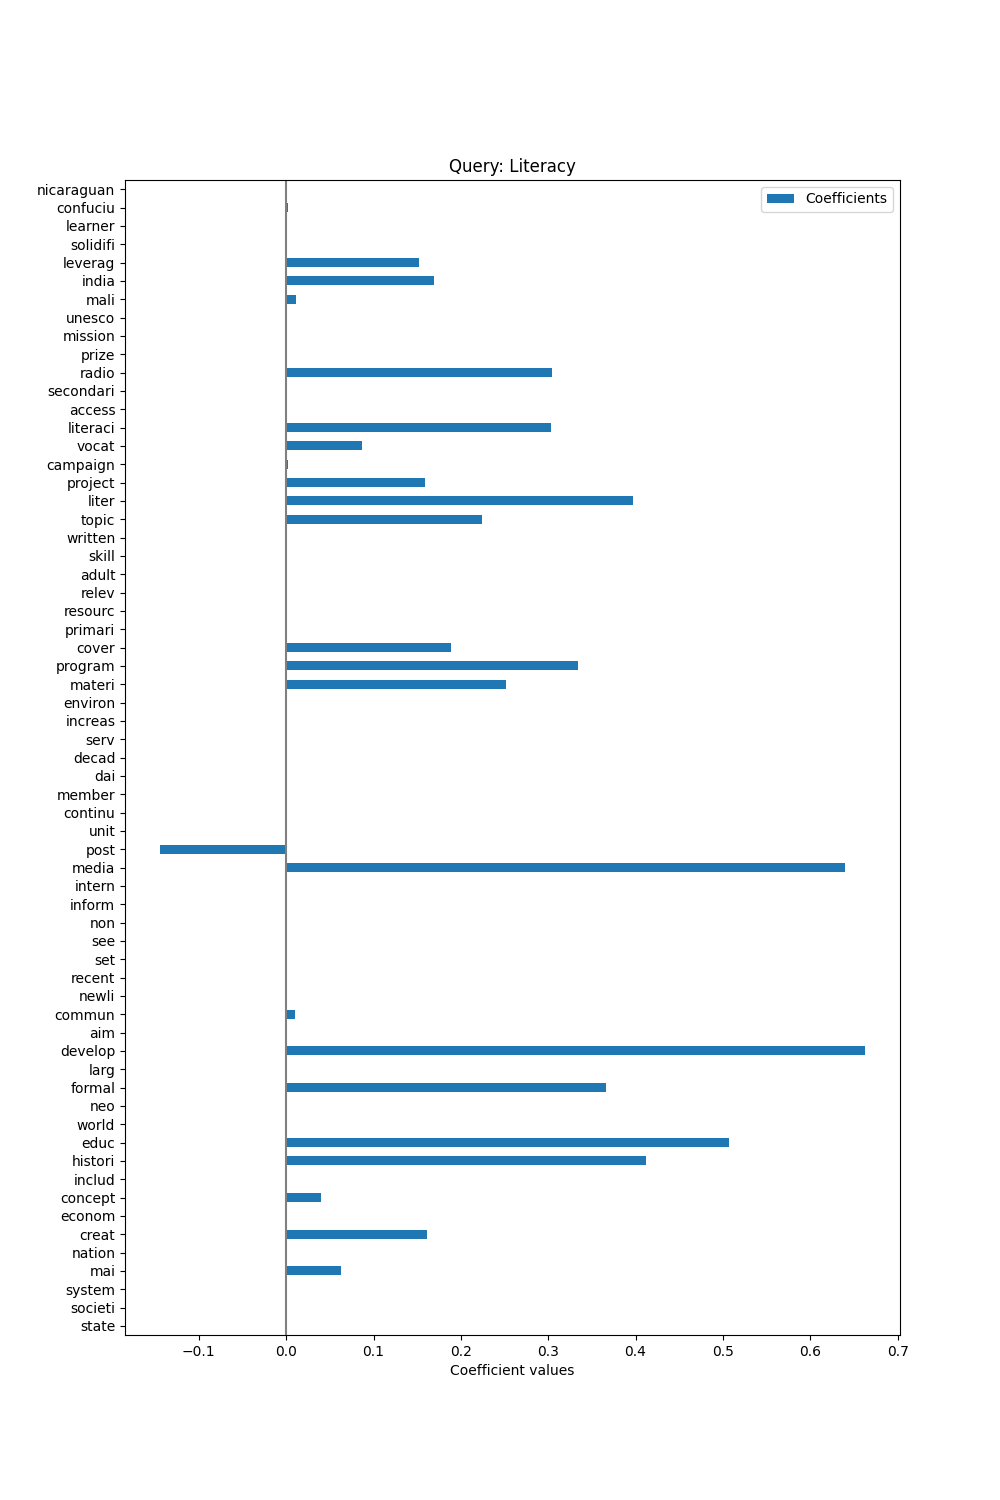 Query: Literacy
Coefficients
nicaraguan
confuciu
learner
solidifi
leverag
india
mali
unesco
mission
prize
radio
secondari
access
literaci
vocat
campaign
project
liter
topic
written
skill
adult
relev
resourc
primari
cover
program
materi
environ
increas
serv
decad
dai
member
continu
unit
post
media
intern
inform
non
see
set
recent
newli
commun
aim
develop
larg
formal
neo
world
educ
histori
includ
concept
econom
creat
nation
mai
system
societi
state
−0.1 0.0 0.1 0.2 0.3 0.4 0.5 0.6 0.7
Coefficient values